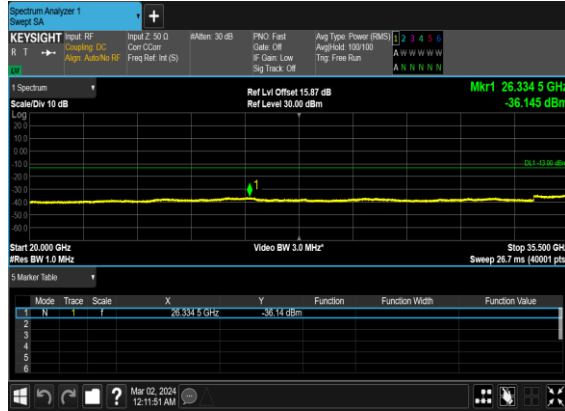 Spectrum Analyzer 1
Swept SA
+
KEYSIGHT Input: RF Input Z: 50 Ω #Atten: 30 dB PNO: Fast Avg Type: Power (RMS) 1 2 3 4 5 6
R T Coupling: DC Corr CCorr Gate: Off Avg|Hold: 100/100 A W W W W W
Align: Auto/No RF Freq Ref: Int (S) IF Gain: Low Trig: Free Run
Sig Track: Off A N N N N N
1 Spectrum Ref Lvl Offset 15.87 dB Mkr1 26.334 5 GHz
Scale/Div 10 dB Ref Level 30.00 dBm -36.145 dBm
Log
20.0
10.0
0.00
-10.0
DL1 -13.00 dBm
-20.0
-30.0
1
-40.0
-50.0
-60.0
Start 20.000 GHz Video BW 3.0 MHz* Stop 35.500 GHz
#Res BW 1.0 MHz Sweep 26.7 ms (40001 pts)
5 Marker Table
Mode Trace Scale X Y Function Function Width Function Value
1 N 1 f 26.334 5 GHz -36.14 dBm
2
3
4
5
6
? Mar 02, 2024
12:11:51 AM